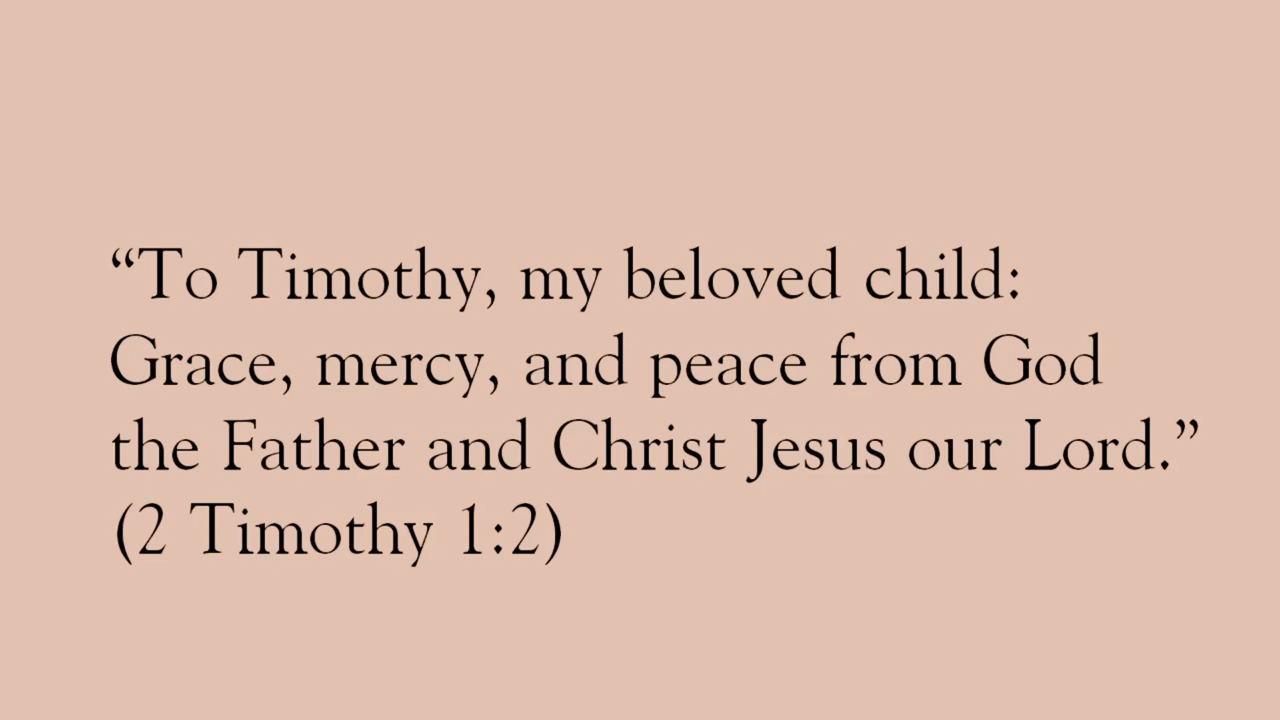 “To Timothy, my beloved child:
Grace, mercy, and peace from God
the Father and Christ Jesus our Lord.”
(2 Timothy 1:2)